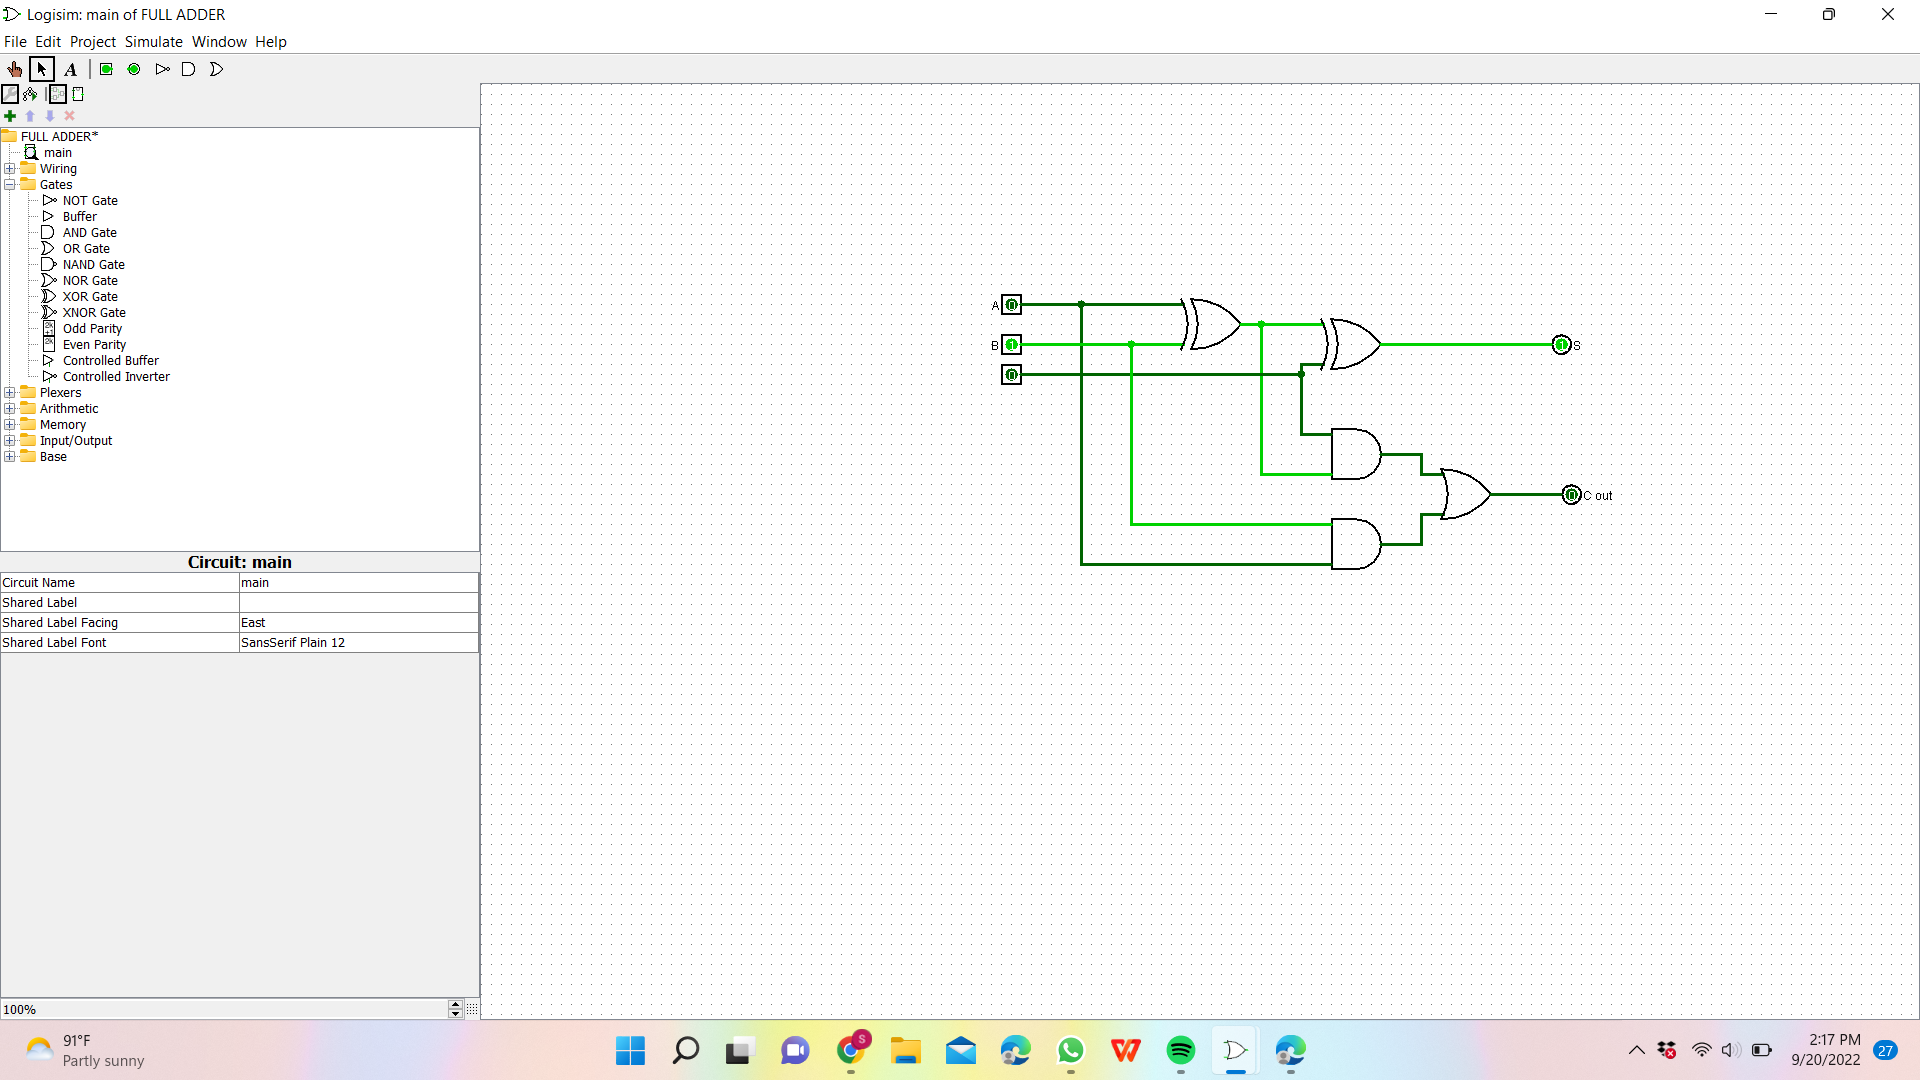 Logisim: main of FULL ADDER
File Edit Project Simulate Window Help
A
FULL ADDER*
main
Wiring
Gates
NOT Gate
Buffer
AND Gate
OR Gate
NAND Gate
NOR Gate
XOR Gate
XNOR Gate
Odd Parity
Even Parity
Controlled Buffer
Controlled Inverter
Plexers
Arithmetic
Memory
Input/Output
Base
Circuit: main
Circuit Name main
Shared Label
Shared Label Facing East
Shared Label Font SansSerif Plain 12
100%
A 0
B 1
0
1 S
0 C out
91°F
Partly sunny
S
W
2:17 PM
9/20/2022
27